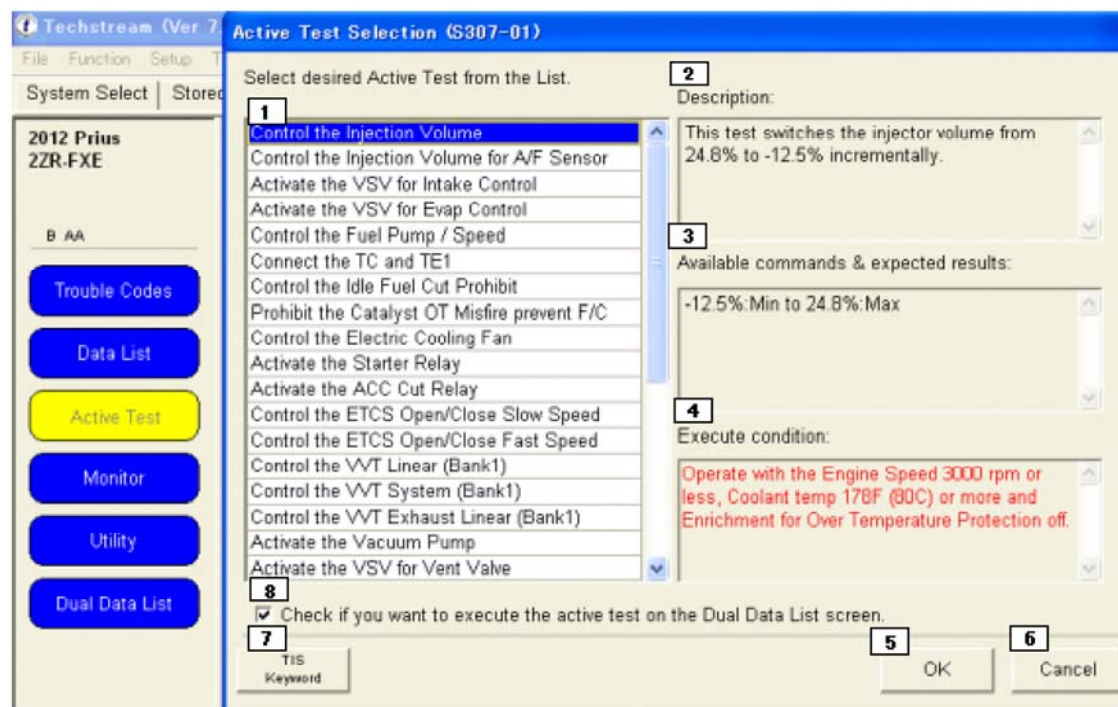 Techstream (Ver 7.
File Function Setup T
System Select Stored
2012 Prius
2ZR-FXE
B AA
Trouble Codes
Data List
Active Test
Monitor
Utility
Dual Data List
Active Test Selection (S307-01)
Select desired Active Test from the List.
1
Control the Injection Volume
Control the Injection Volume for A/F Sensor
Activate the VSV for Intake Control
Activate the VSV for Evap Control
Control the Fuel Pump / Speed
Connect the TC and TE1
Control the Idle Fuel Cut Prohibit
Prohibit the Catalyst OT Misfire prevent F/C
Control the Electric Cooling Fan
Activate the Starter Relay
Activate the ACC Cut Relay
Control the ETCS Open/Close Slow Speed
Control the ETCS Open/Close Fast Speed
Control the VVT Linear (Bank1)
Control the VVT System (Bank1)
Control the VVT Exhaust Linear (Bank1)
Activate the Vacuum Pump
Activate the VSV for Vent Valve
2
Description:
This test switches the injector volume from
24.8% to -12.5% incrementally.
3
Available commands & expected results:
-12.5%:Min to 24.8%:Max
4
Execute condition:
Operate with the Engine Speed 3000 rpm or
less, Coolant temp 178F (80C) or more and
Enrichment for Over Temperature Protection off.
8
Check if you want to execute the active test on the Dual Data List screen.
7
TIS
Keyword
5
OK
6
Cancel